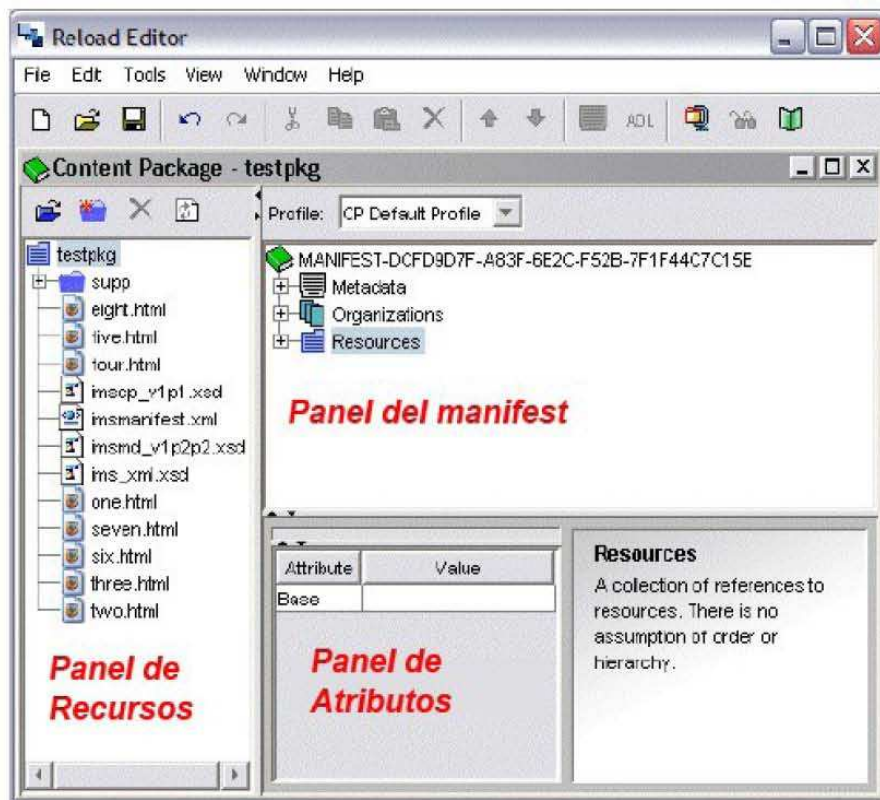 Reload Editor
File Edit Tools View Window Help
ADL
Content Package - testpkg
Profile: CP Default Profile
testpkg
supp
eight.html
five.html
four.html
imscp_v1p1.xsd
imsmanifest.xml
imsmd_v1p2p2.xsd
ims_xml.xsd
one.html
seven.html
six.html
three.html
two.html
Panel de
Recursos
MANIFEST-DCFD9D7F-A83F-6E2C-F52B-7F1F44C7C15E
Metadata
Organizations
Resources
Panel del manifest
Attribute Value
Base
Panel de
Atributos
Resources
A colection of references to
resources. There is no
assumption of order or
hierarchy.